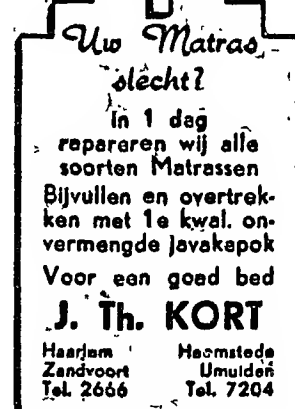 Uw Matras
slecht?
In 1 dag
repareren wij alle
soorten Matrassen
Bijvullen en overtrek-
ken met 1e kwal. on-
vermengde Javakapok
Voor een goed bed
J. Th. KORT
Haarlem Heemstede
Zandvoort IJmuiden
Tel. 2666 Tel. 7204